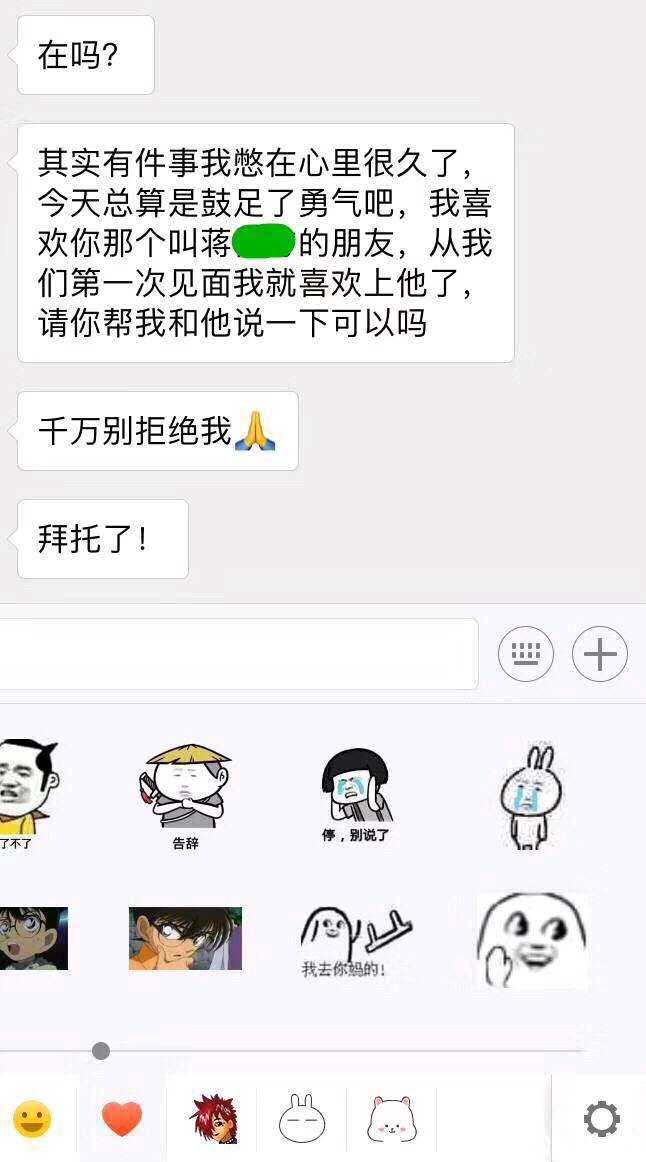 在吗？
其实有件事我憋在心里很久了，
今天总算是鼓足了勇气吧，我喜
欢你那个叫蒋的朋友，从我
们第一次见面我就喜欢上他了，
请你帮我和他说一下可以吗
千万别拒绝我🙏
拜托了！
了不了
告辞
停，别说了
我去你妈的！